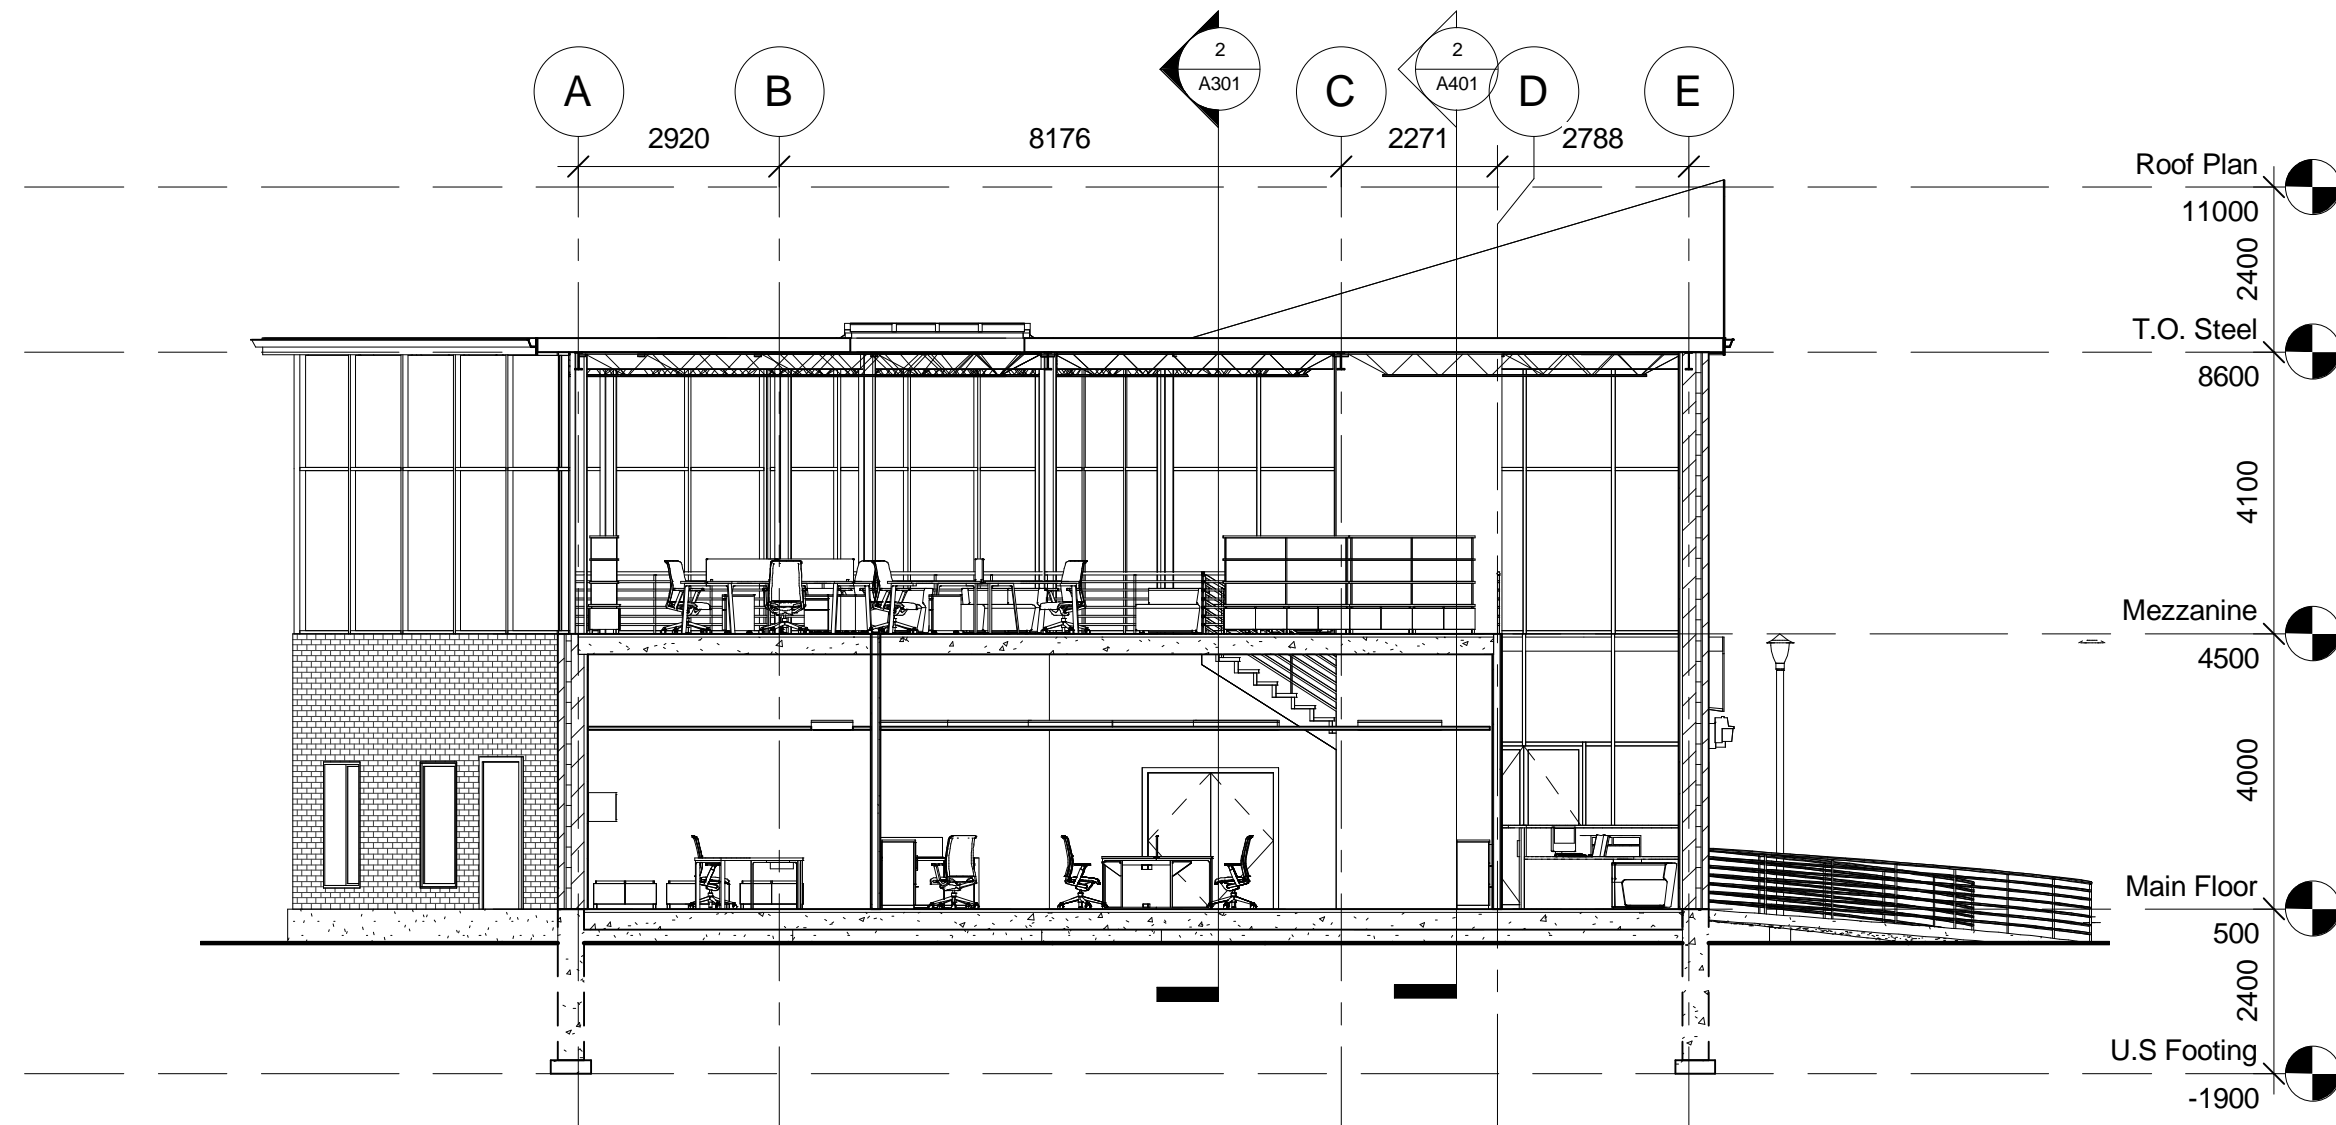 A
B
2
A301
C
2
A401
D
E
2920
8176
2271
2788
Roof Plan
11000
2400
T.O. Steel
8600
4100
Mezzanine
4500
4000
Main Floor
500
2400
U.S Footing
-1900